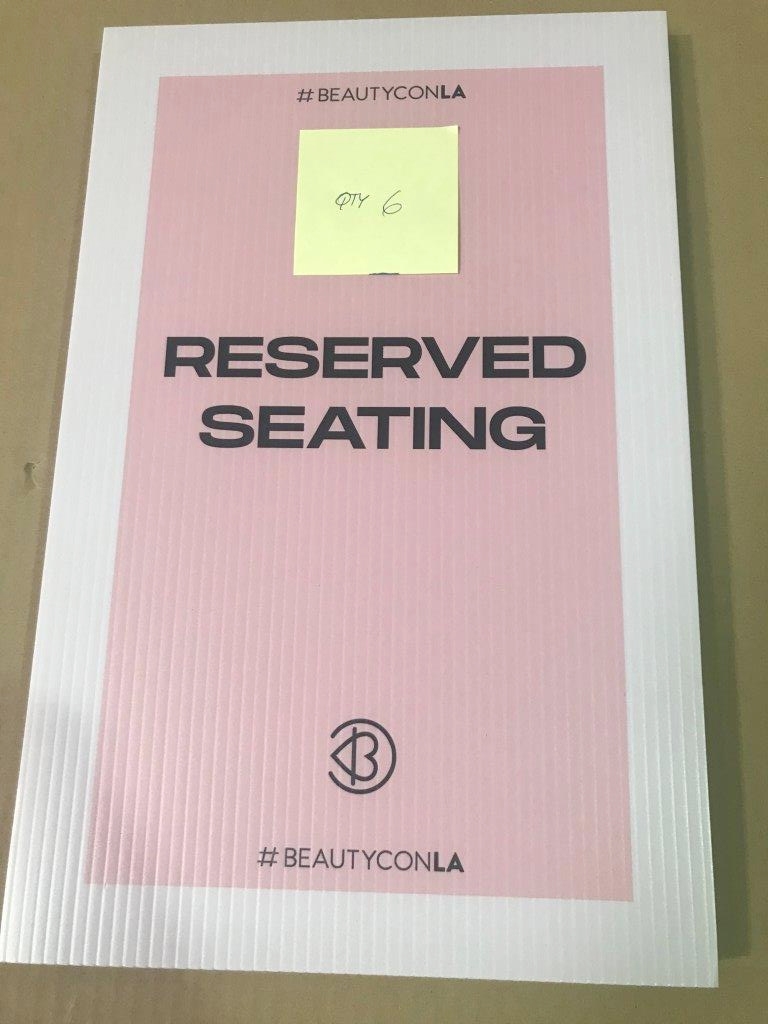 #BEAUTYCONLA
QTY 6
RESERVED
SEATING
B
#BEAUTYCONLA